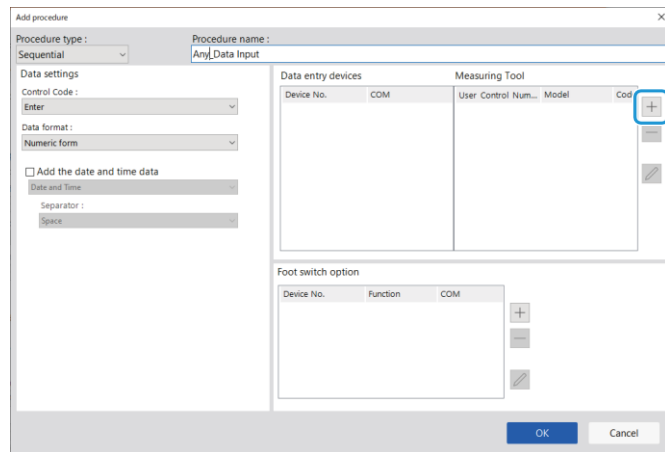 Add procedure
Procedure type :
Procedure name :
Sequential
Any_Data Input
Data settings
Control Code :
Enter
Data format :
Numeric form
Add the date and time data
Date and Time
Separator :
Space
Data entry devices
Measuring Tool
Device No. COM User Control Num... Model Cod
Foot switch option
Device No. Function COM
OK Cancel